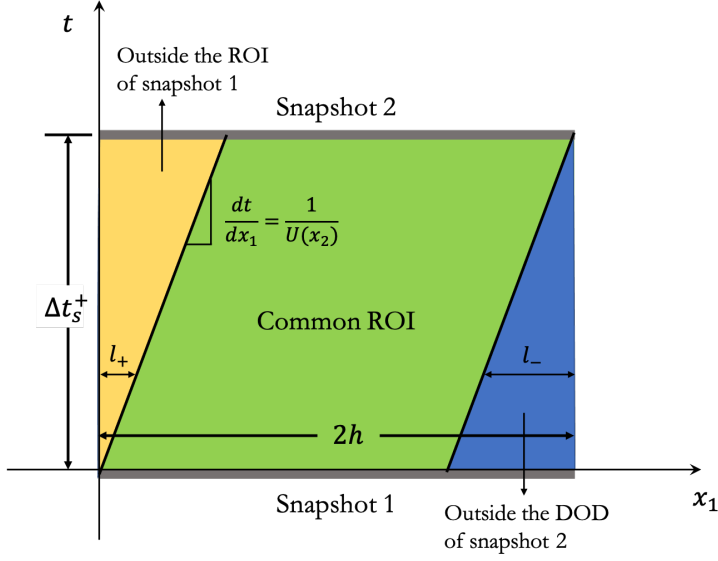 t
Outside the ROI
of snapshot 1
Snapshot 2
dt/dx₁ = 1/U(x₂)
Δtₛ⁺
Common ROI
l₊
l₋
2h
Snapshot 1
x₁
Outside the DOD
of snapshot 2